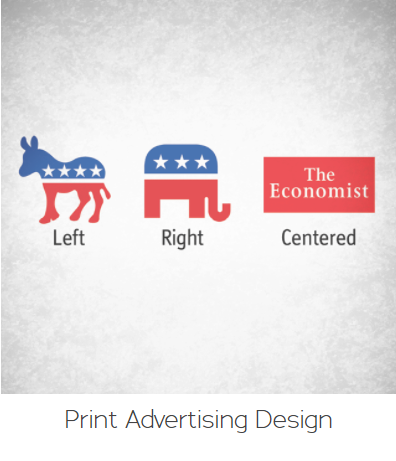 The
Economist
Left
Right
Centered
Print Advertising Design